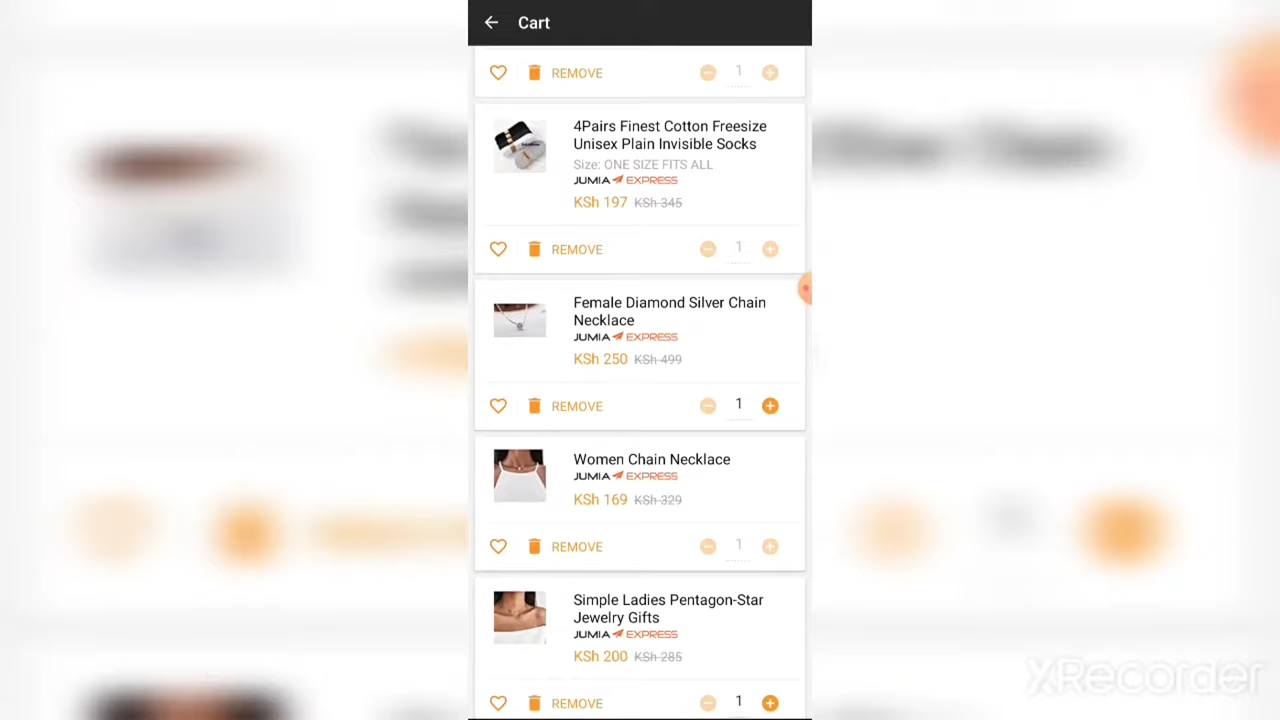 Cart
REMOVE
1
4Pairs Finest Cotton Freesize
Unisex Plain Invisible Socks
Size: ONE SIZE FITS ALL
JUMIA EXPRESS
KSh 197 KSh 345
REMOVE
1
Female Diamond Silver Chain
Necklace
JUMIA EXPRESS
KSh 250 KSh 499
REMOVE
1
Women Chain Necklace
JUMIA EXPRESS
KSh 169 KSh 329
REMOVE
1
Simple Ladies Pentagon-Star
Jewelry Gifts
JUMIA EXPRESS
KSh 200 KSh 285
REMOVE
1
XRecorder